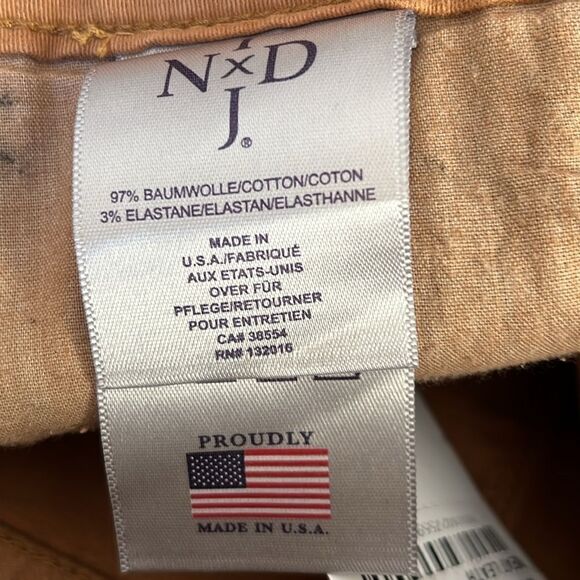 N×D
J®
97% BAUMWOLLE/COTTON/COTON
3% ELASTANE/ELASTAN/ELASTHANNE
MADE IN
U.S.A./FABRIQUÉ
AUX ETATS-UNIS
OVER FÜR
PFLEGE/RETOURNER
POUR ENTRETIEN
CA# 38554
RN# 132016
PROUDLY
MADE IN U.S.A.